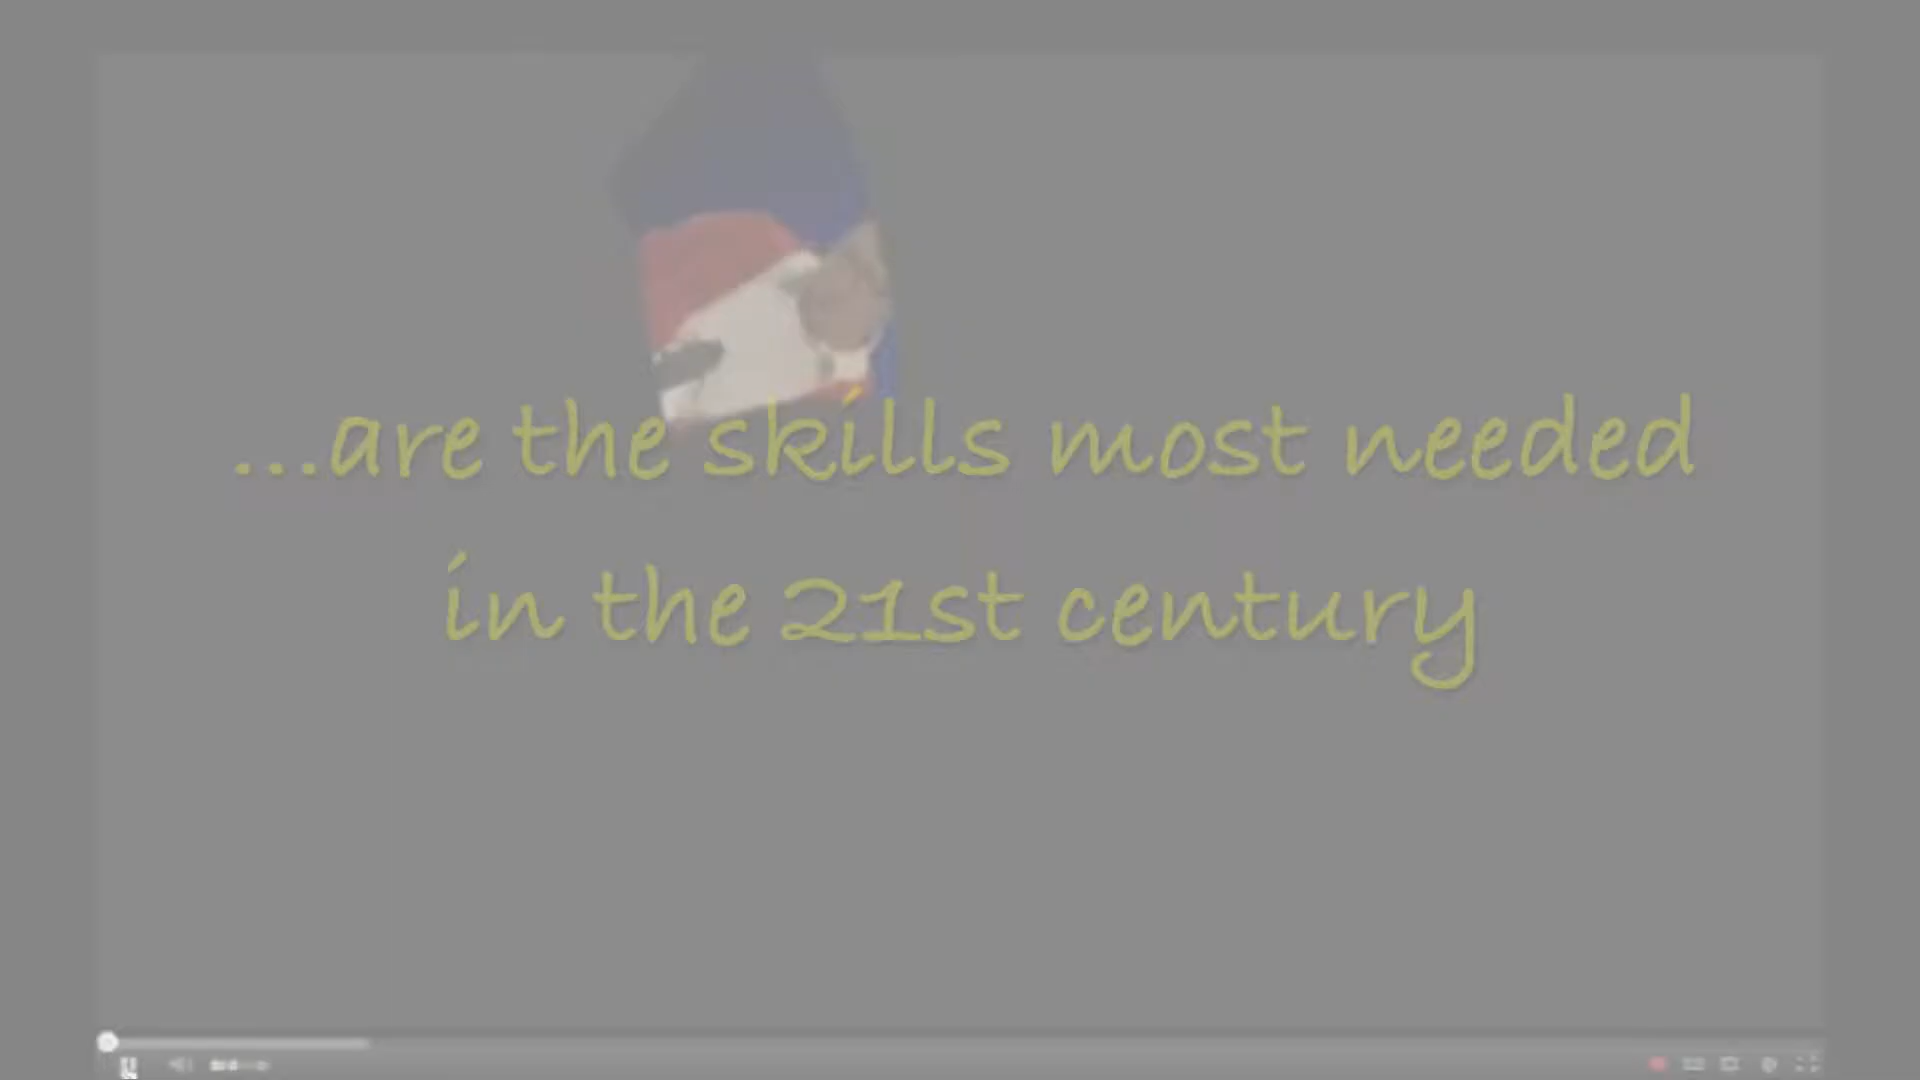 ...are the skills most needed
in the 21st century